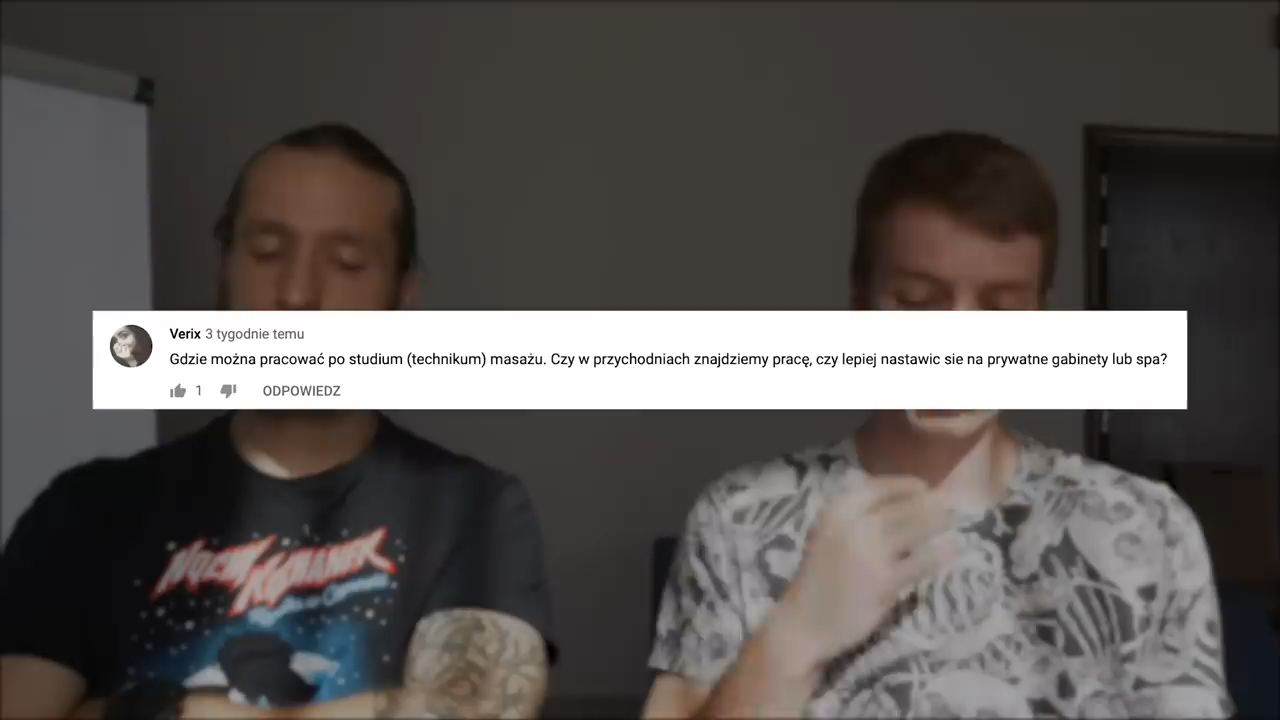 Verix 3 tygodnie temu
Gdzie można pracować po studium (technikum) masażu. Czy w przychodniach znajdziemy pracę, czy lepiej nastawic sie na prywatne gabinety lub spa?
1 ODPOWIEDZ